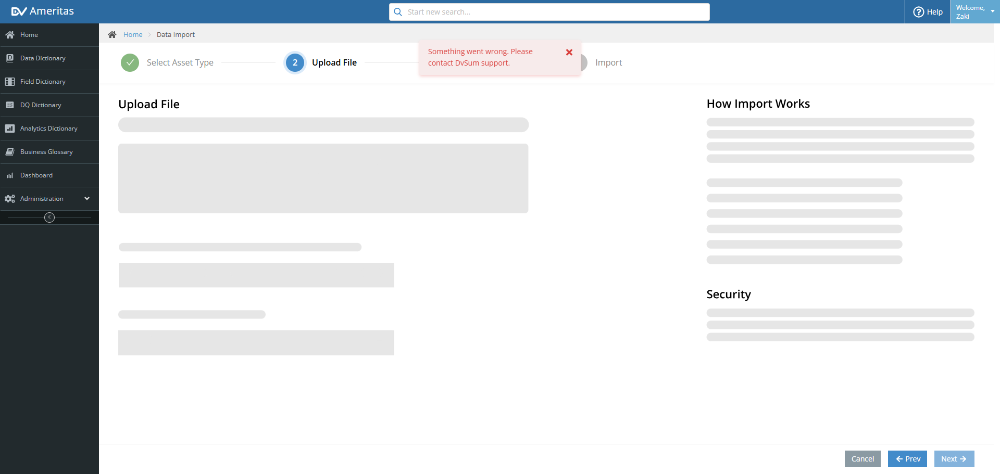 DV Ameritas
Start new search...
Help
Welcome,
Zaki
Home
Data Dictionary
Field Dictionary
DQ Dictionary
Analytics Dictionary
Business Glossary
Dashboard
Administration
Home > Data Import
Select Asset Type
2 Upload File
Something went wrong. Please
contact DvSum support.
Import
Upload File
How Import Works
Security
Cancel
← Prev
Next →